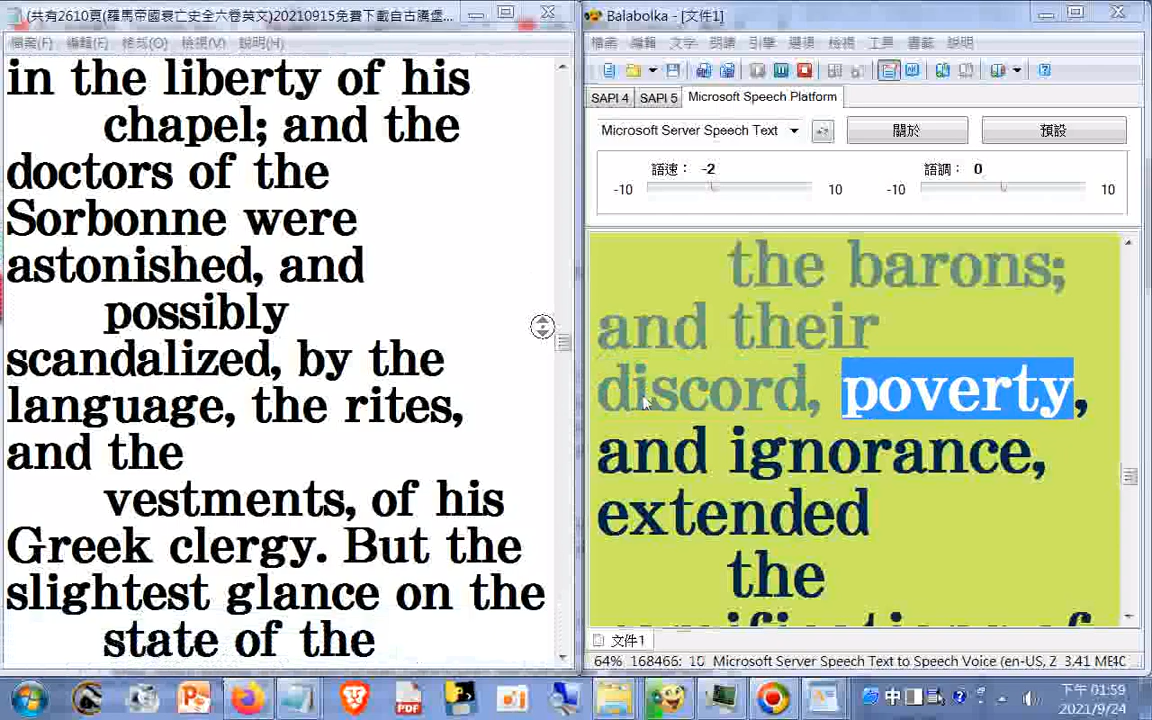 (共有2610頁(羅馬帝國衰亡史全六卷英文)20210915免費下載自古騰堡...
檔案(F) 編輯(E) 格式(O) 檢視(V) 說明(H)
in the liberty of his
chapel; and the
doctors of the
Sorbonne were
astonished, and
possibly
scandalized, by the
language, the rites,
and the
vestments, of his
Greek clergy. But the
slightest glance on the
state of the
Balabolka - [文件1]
檔案 編輯 文字 朗讀 引擎 選項 檢視 工具 書籤 說明
SAPI 4 SAPI 5 Microsoft Speech Platform
Microsoft Server Speech Text 關於 預設
語速： -2 語調： 0
-10 10 -10 10
the barons;
and their
discord, poverty,
and ignorance,
extended
the
文件1
64% 168466: 10 Microsoft Server Speech Text to Speech Voice (en-US, Z
中
下午 01:59
2021/9/24